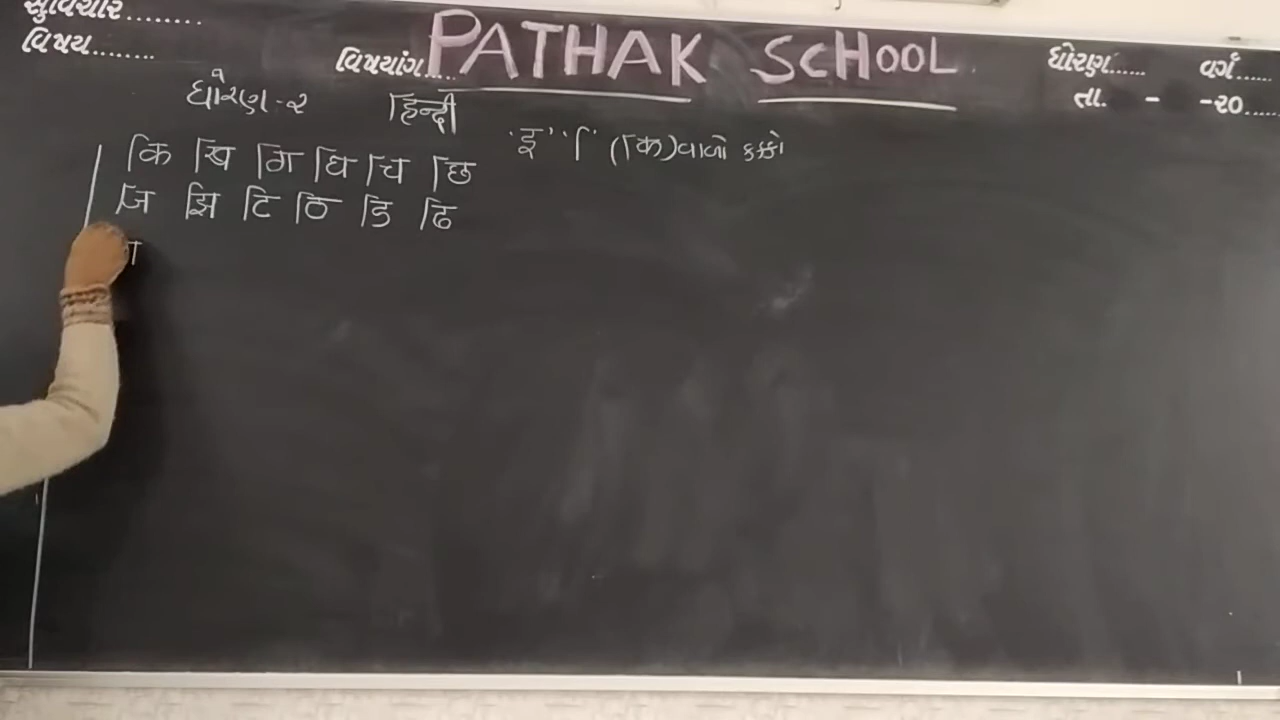 સુવિચાર........
વિષય........
વિષયાંગ.... PATHAK SCHOOL
ધોરણ...... વર્ગ......
તા. - -૨૦.....
ધોરણ-૨ हिन्दी
'इ' 'ि' (कि)વાળો કક્કો
कि खि गि घि चि छि
जि झि टि ठि डि ढि